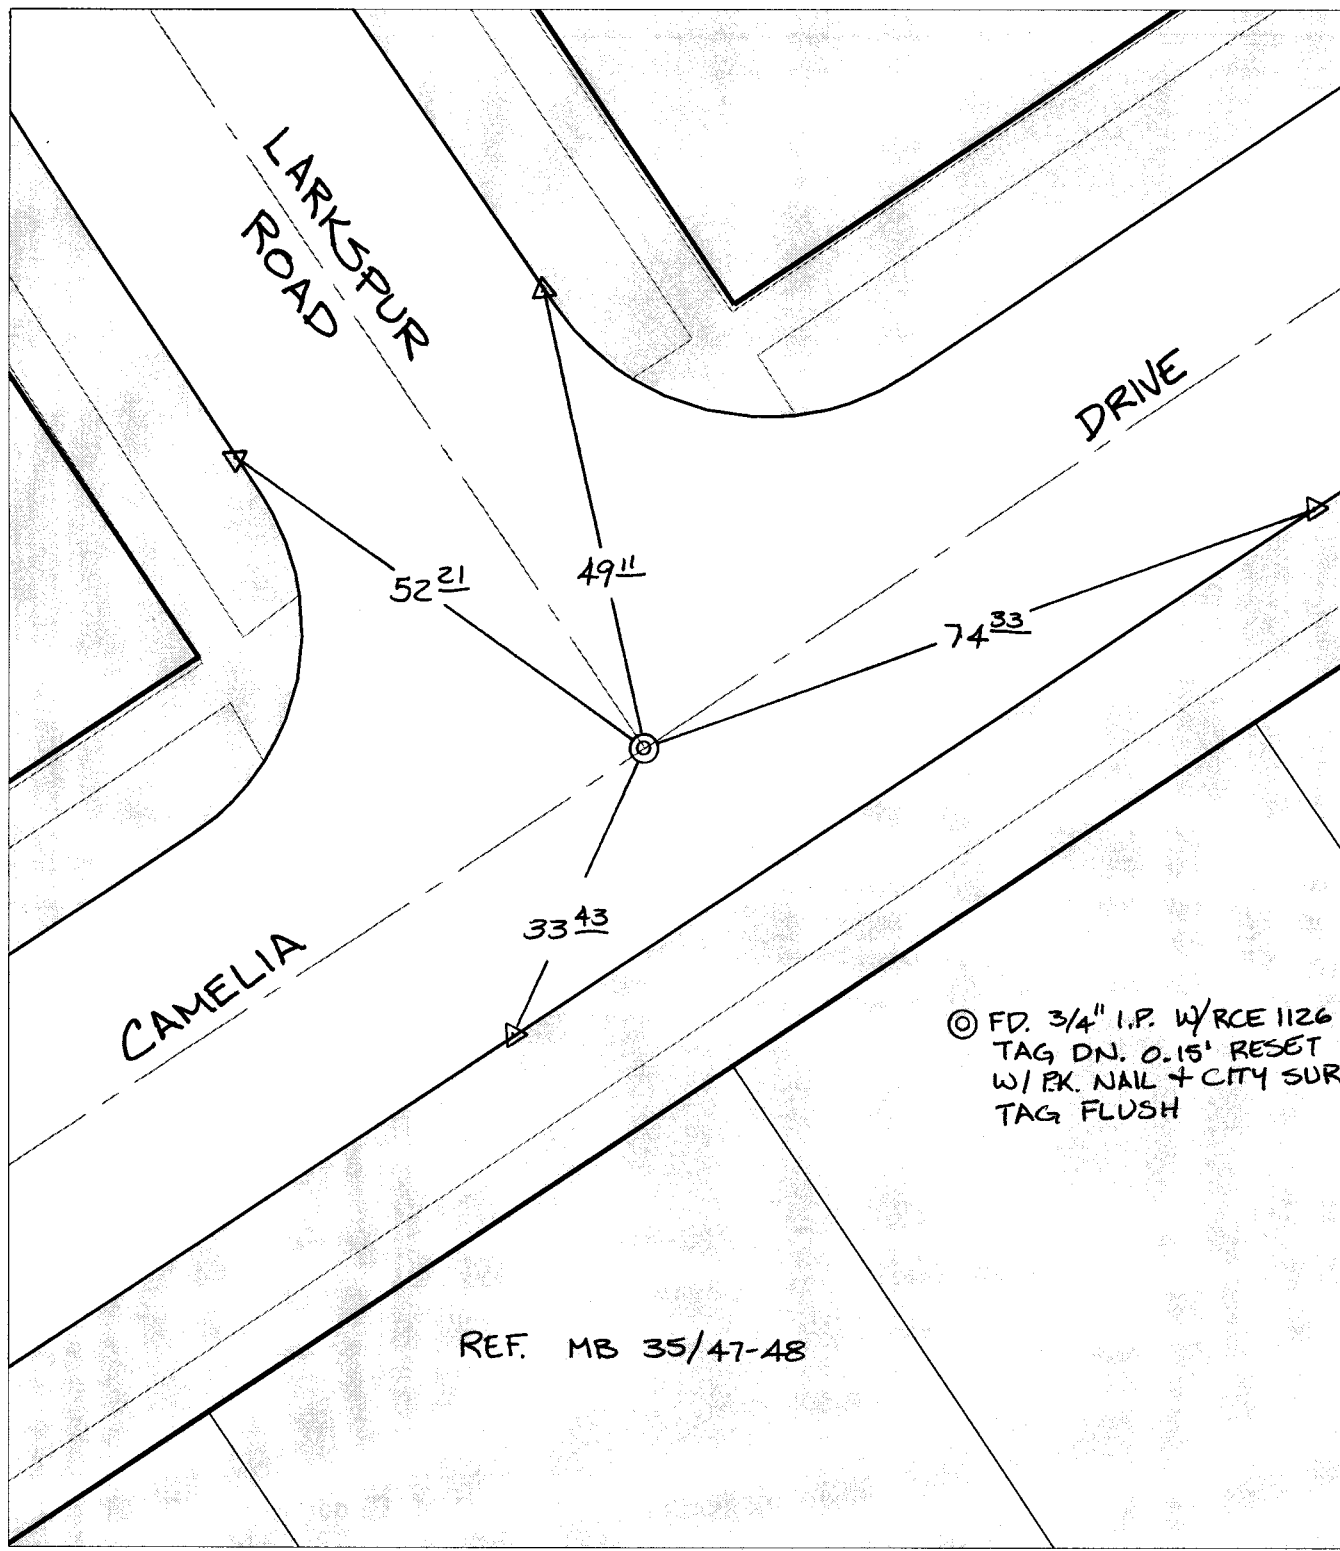 LARKSPUR
ROAD
DRIVE
52 21
49 11
74 33
33 43
CAMELIA
FD. 3/4" I.P. W/RCE 1126
TAG DN. 0.15' RESET
W/ P.K. NAIL + CITY SUR
TAG FLUSH
REF. MB 35/47-48